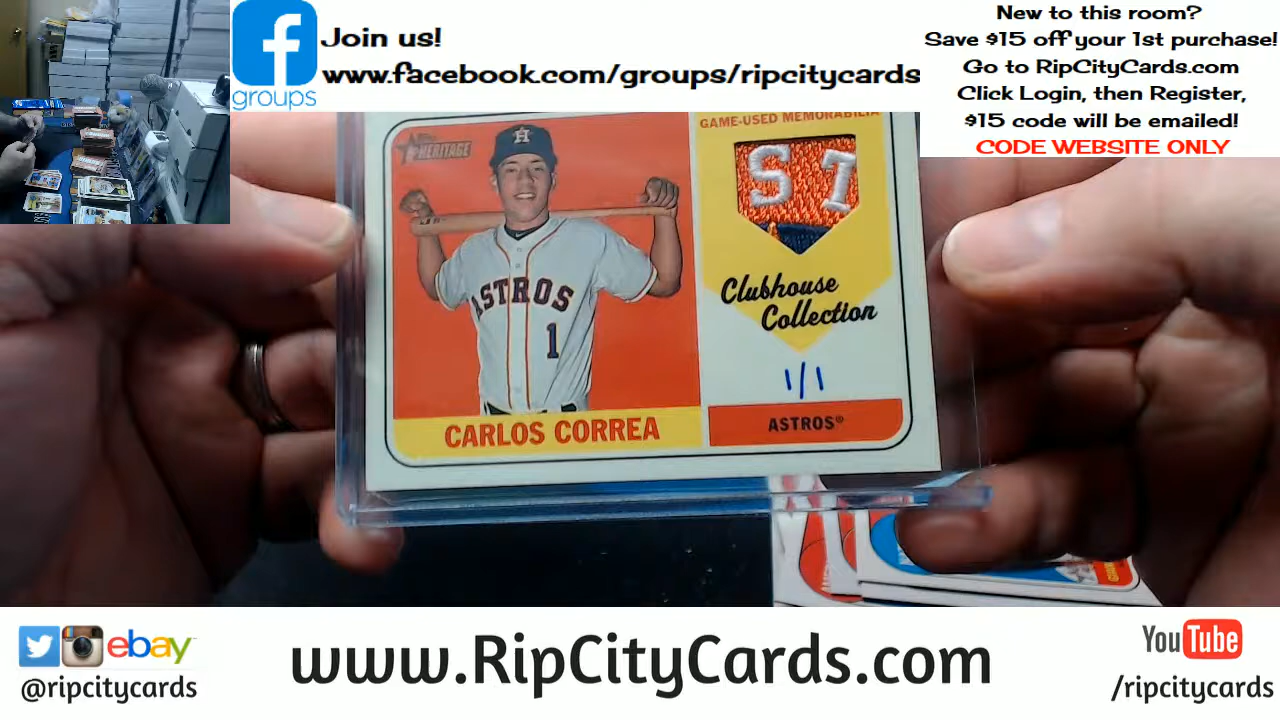 f
groups
Join us!
www.facebook.com/groups/ripcitycards
New to this room?
Save $15 off your 1st purchase!
Go to RipCityCards.com
Click Login, then Register,
$15 code will be emailed!
CODE WEBSITE ONLY
Topps
HERITAGE
H
ASTROS
1
CARLOS CORREA
GAME-USED MEMORABILIA
ST
Clubhouse
Collection
1/1
ASTROS®
ebay
@ripcitycards
www.RipCityCards.com
YouTube
/ripcitycards